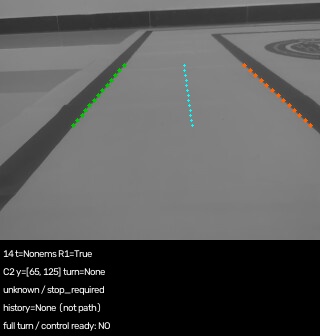 14 t=Nonems R1=True
C2 y=[65, 125] turn=None
unknown / stop_required
history=None (not path)
full turn / control ready: NO